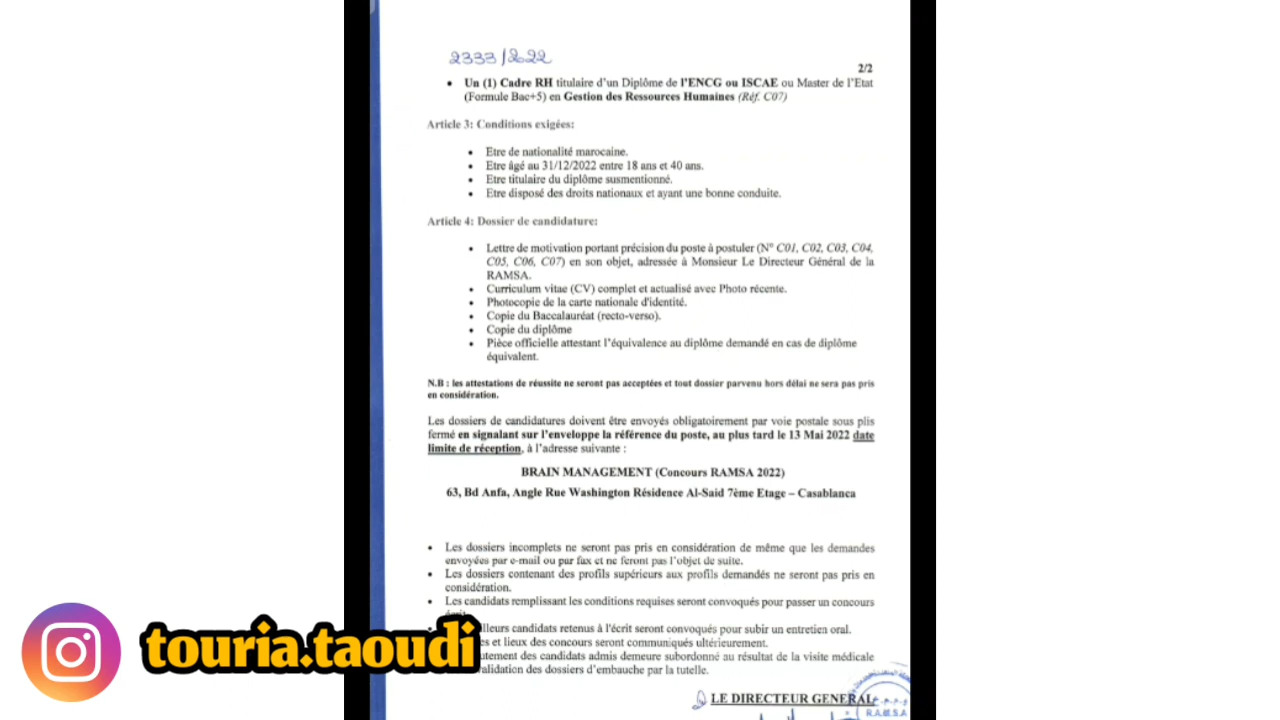 2333/2022
2/2
• Un (1) Cadre RH titulaire d'un Diplôme de l'ENCG ou ISCAE ou Master de l'Etat
(Formule Bac+5) en Gestion des Ressources Humaines (Réf. C07)
Article 3: Conditions exigées:
• Etre de nationalité marocaine.
• Etre âgé au 31/12/2022 entre 18 ans et 40 ans.
• Etre titulaire du diplôme susmentionné.
• Etre disposé des droits nationaux et ayant une bonne conduite.
Article 4: Dossier de candidature:
• Lettre de motivation portant précision du poste à postuler (N° C01, C02, C03, C04,
C05, C06, C07) en son objet, adressée à Monsieur Le Directeur Général de la
RAMSA.
• Curriculum vitae (CV) complet et actualisé avec Photo récente.
• Photocopie de la carte nationale d'identité.
• Copie du Baccalauréat (recto-verso).
• Copie du diplôme
• Pièce officielle attestant l'équivalence au diplôme demandé en cas de diplôme
équivalent.
N.B : les attestations de réussite ne seront pas acceptées et tout dossier parvenu hors délai ne sera pas pris
en considération.
Les dossiers de candidatures doivent être envoyés obligatoirement par voie postale sous plis
fermé en signalant sur l'enveloppe la référence du poste, au plus tard le 13 Mai 2022 date
limite de réception, à l'adresse suivante :
BRAIN MANAGEMENT (Concours RAMSA 2022)
63, Bd Anfa, Angle Rue Washington Résidence Al-Said 7ème Etage – Casablanca
• Les dossiers incomplets ne seront pas pris en considération de même que les demandes
envoyées par e-mail ou par fax et ne feront pas l'objet de suite.
• Les dossiers contenant des profils supérieurs aux profils demandés ne seront pas pris en
considération.
• Les candidats remplissant les conditions requises seront convoqués pour passer un concours
lleurs candidats retenus à l'écrit seront convoqués pour subir un entretien oral.
es et lieux des concours seront communiqués ultérieurement.
utement des candidats admis demeure subordonné au résultat de la visite médicale
validation des dossiers d'embauche par la tutelle.
LE DIRECTEUR GENERAL
R.A.M.S.A
touria.taoudi